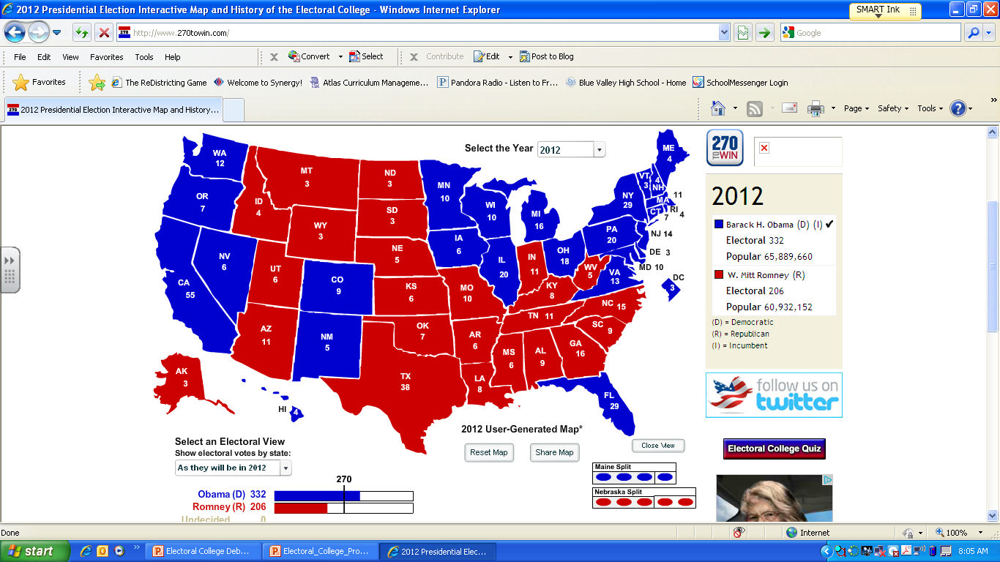 2012 Presidential Election Interactive Map and History of the Electoral College - Windows Internet Explorer
SMART Ink
270
http://www.270towin.com/
Google
File Edit View Favorites Tools Help
Convert Select
Contribute Edit Post to Blog
Favorites
The ReDistricting Game
Welcome to Synergy!
Atlas Curriculum Manageme...
Pandora Radio - Listen to Fr...
Blue Valley High School - Home
SchoolMessenger Login
270 2012 Presidential Election Interactive Map and History...
Page Safety Tools
Select the Year 2012
WA
12
OR
7
CA
55
NV
6
ID
4
MT
3
WY
3
UT
6
AZ
11
CO
9
NM
5
ND
3
SD
3
NE
5
KS
6
OK
7
TX
38
MN
10
IA
6
MO
10
AR
6
LA
8
WI
10
IL
20
MI
16
IN
11
OH
18
KY
8
TN 11
MS
6
AL
9
GA
16
FL
29
SC
9
NC 15
VA
13
WV
5
PA
20
NY
29
VT
3
4
NH
ME
4
MA
11
CT
7
RI
4
NJ 14
DE 3
MD 10
DC
3
AK
3
HI
4
2012 User-Generated Map*
Reset Map
Share Map
Close View
Select an Electoral View
Show electoral votes by state:
As they will be in 2012
270
Obama (D) 332
Romney (R) 206
Undecided 0
Maine Split
Nebraska Split
270
TO
WIN
2012
Barack H. Obama (D) (I) ✔
Electoral 332
Popular 65,889,660
W. Mitt Romney (R)
Electoral 206
Popular 60,932,152
(D) = Democratic
(R) = Republican
(I) = Incumbent
follow us on
twitter
Electoral College Quiz
Done
Internet
100%
start
Electoral College Deb...
Electoral_College_Pro...
2012 Presidential Elec...
8:05 AM